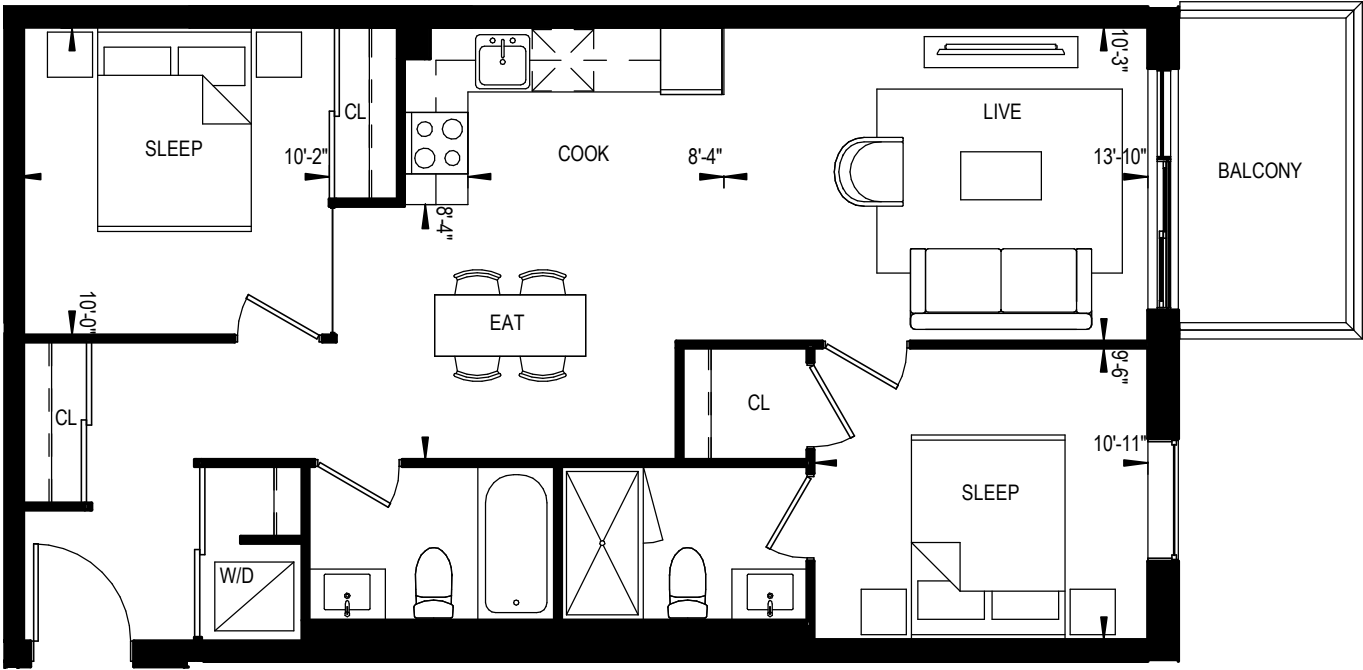 10'-3"
CL
LIVE
SLEEP
10'-2"
COOK
8'-4"
13'-10"
BALCONY
8'-4"
10'-0"
EAT
9'-6"
CL
CL
10'-11"
SLEEP
W/D